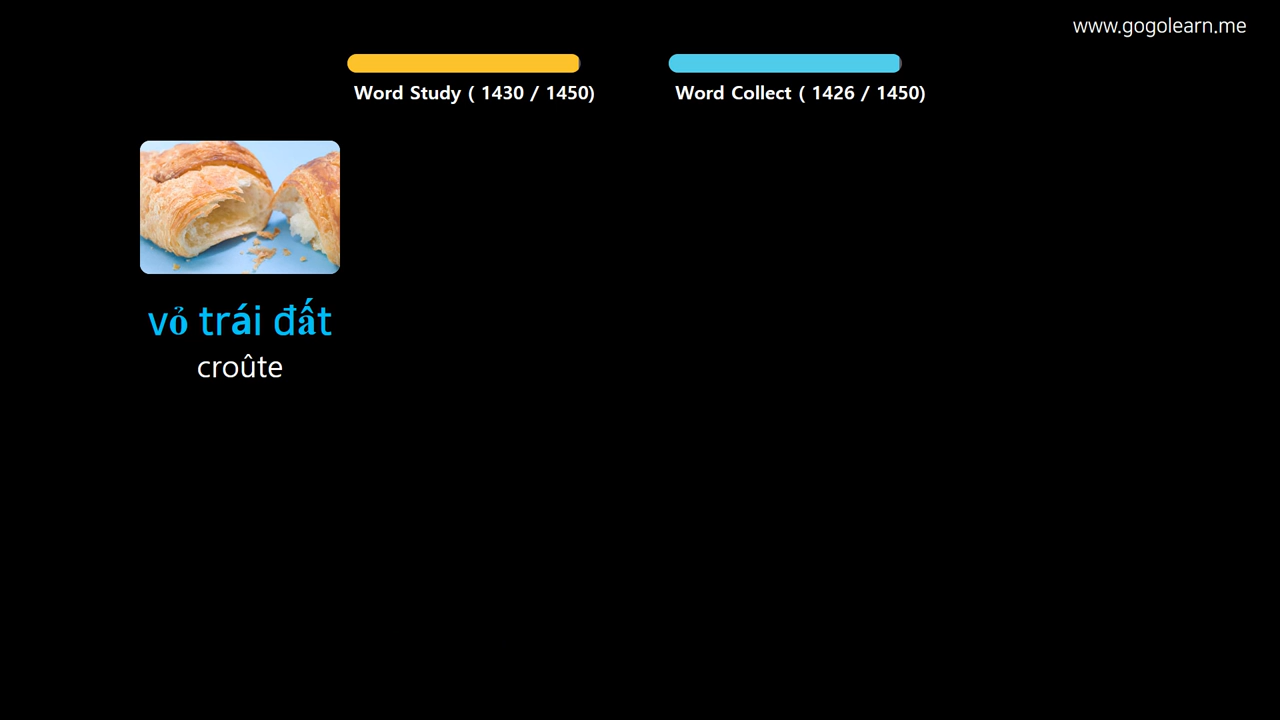 www.gogolearn.me
Word Study ( 1430 / 1450)
Word Collect ( 1426 / 1450)
vỏ trái đất
croûte